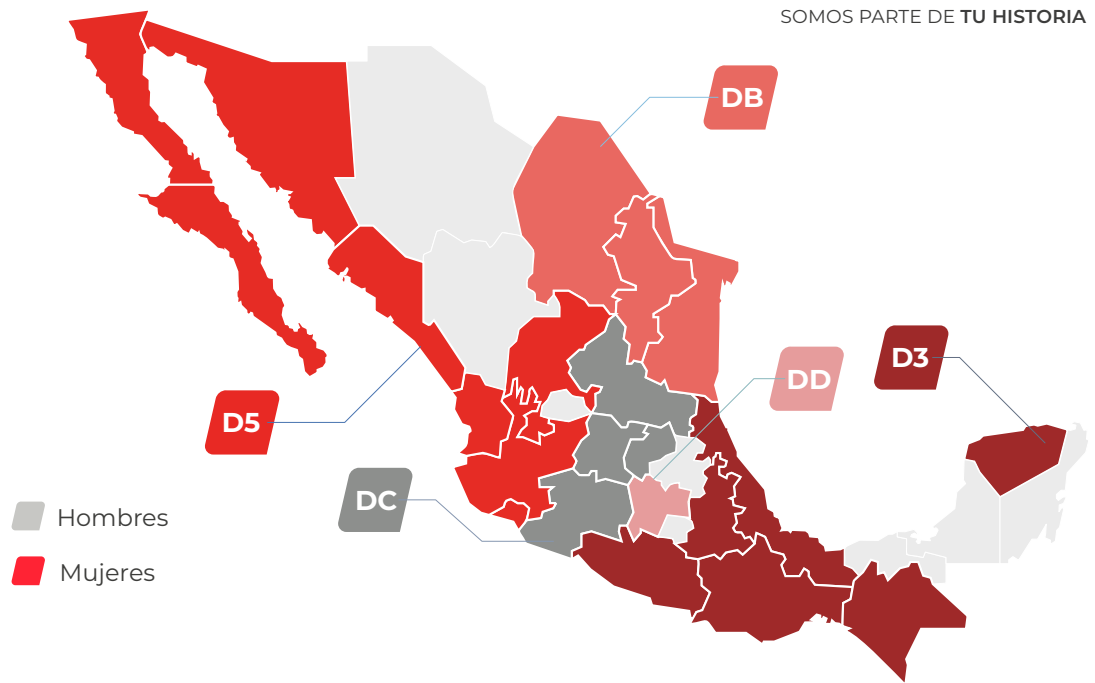 SOMOS PARTE DE TU HISTORIA
DB
D3
DD
D5
DC
Hombres
Mujeres